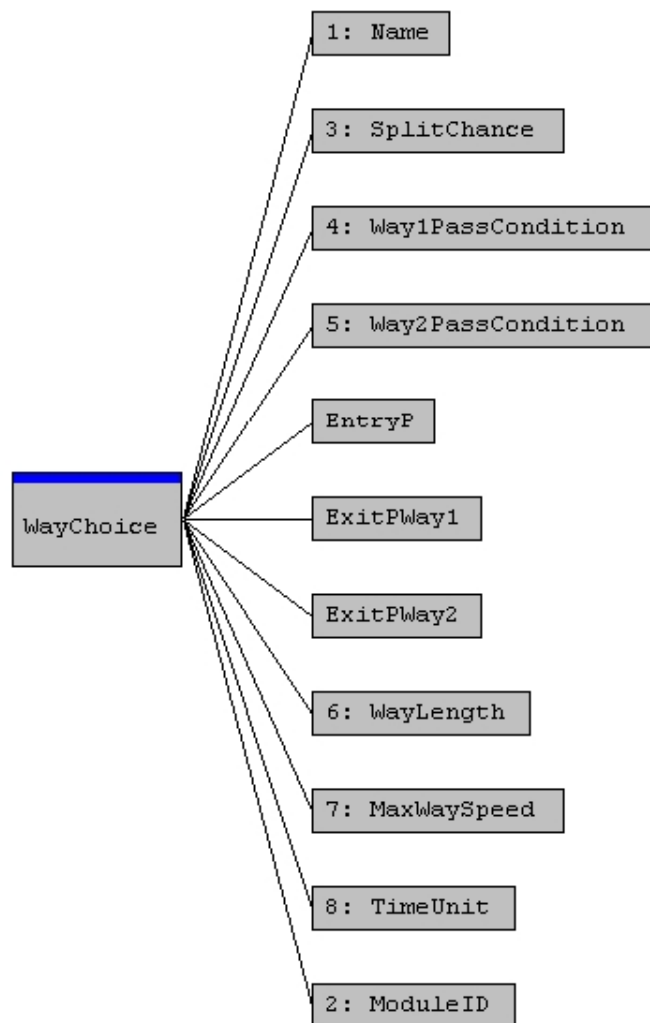 1: Name
3: SplitChance
4: Way1PassCondition
5: Way2PassCondition
EntryP
WayChoice
ExitPWay1
ExitPWay2
6: WayLength
7: MaxWaySpeed
8: TimeUnit
2: ModuleID